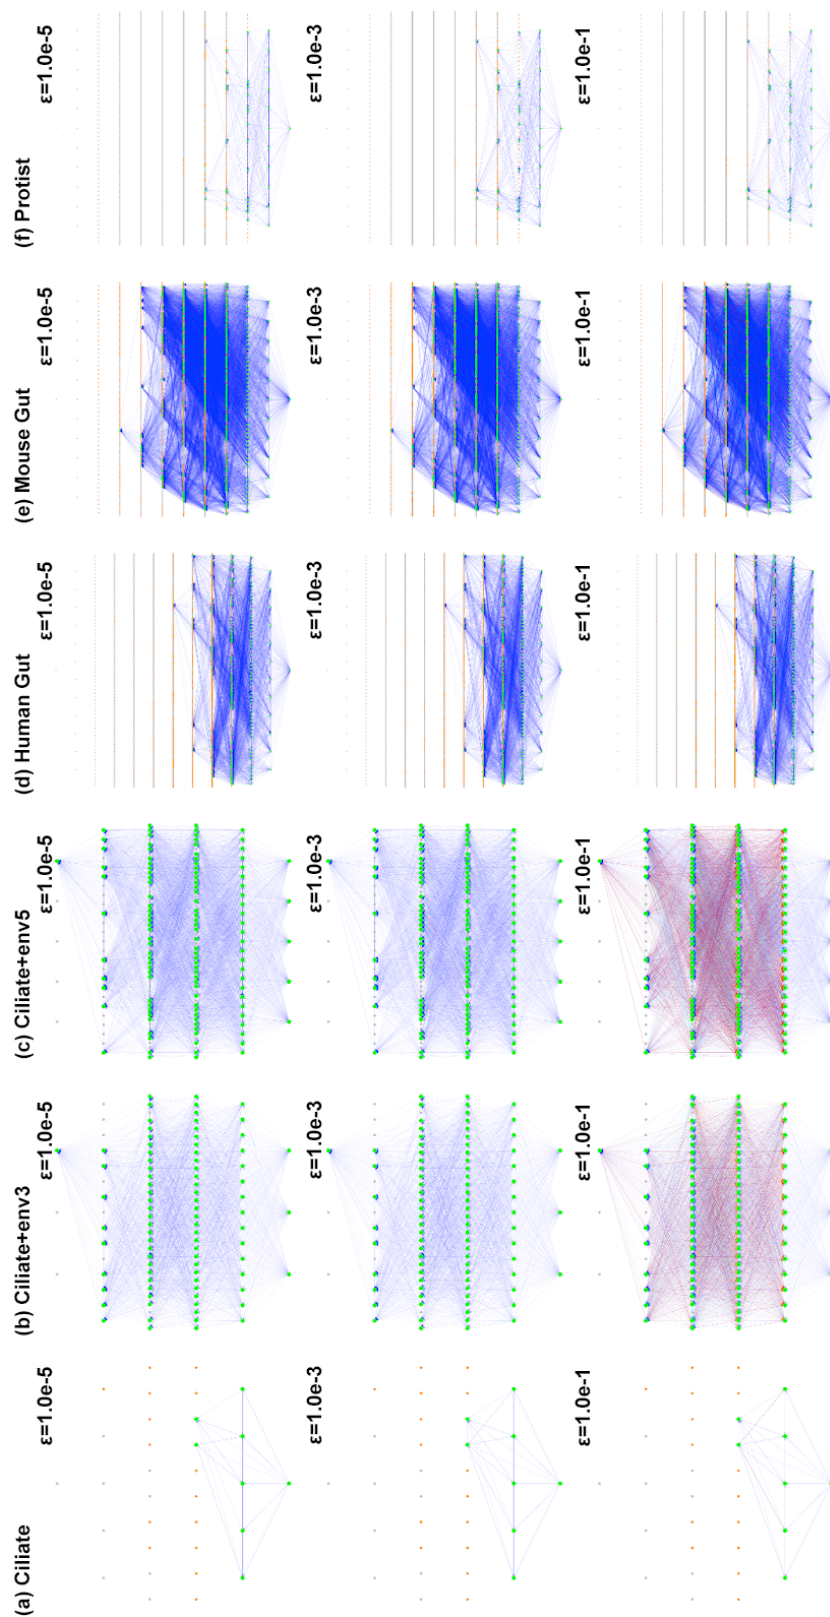 (a) Ciliate
ε=1.0e-5
ε=1.0e-3
ε=1.0e-1
(b) Ciliate+env3
ε=1.0e-5
ε=1.0e-3
ε=1.0e-1
(c) Ciliate+env5
ε=1.0e-5
ε=1.0e-3
ε=1.0e-1
(d) Human Gut
ε=1.0e-5
ε=1.0e-3
ε=1.0e-1
(e) Mouse Gut
ε=1.0e-5
ε=1.0e-3
ε=1.0e-1
(f) Protist
ε=1.0e-5
ε=1.0e-3
ε=1.0e-1